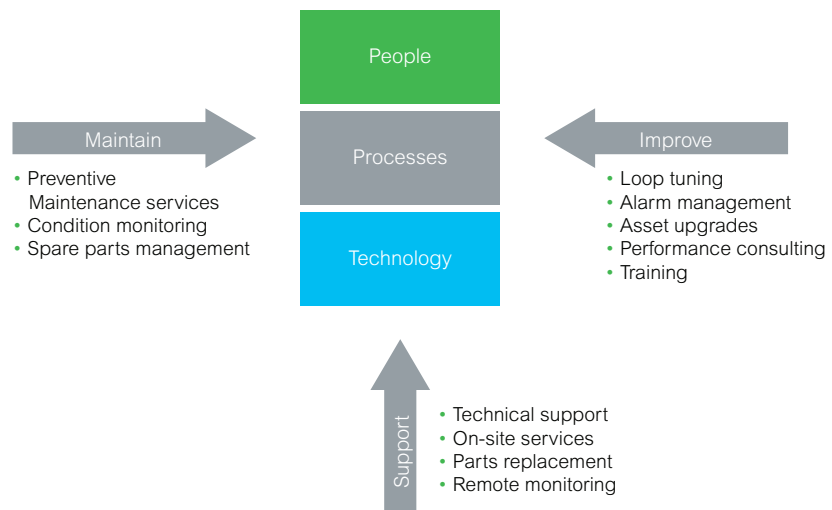 People
Processes
Technology
Maintain
• Preventive
Maintenance services
• Condition monitoring
• Spare parts management
Improve
• Loop tuning
• Alarm management
• Asset upgrades
• Performance consulting
• Training
Support
• Technical support
• On-site services
• Parts replacement
• Remote monitoring